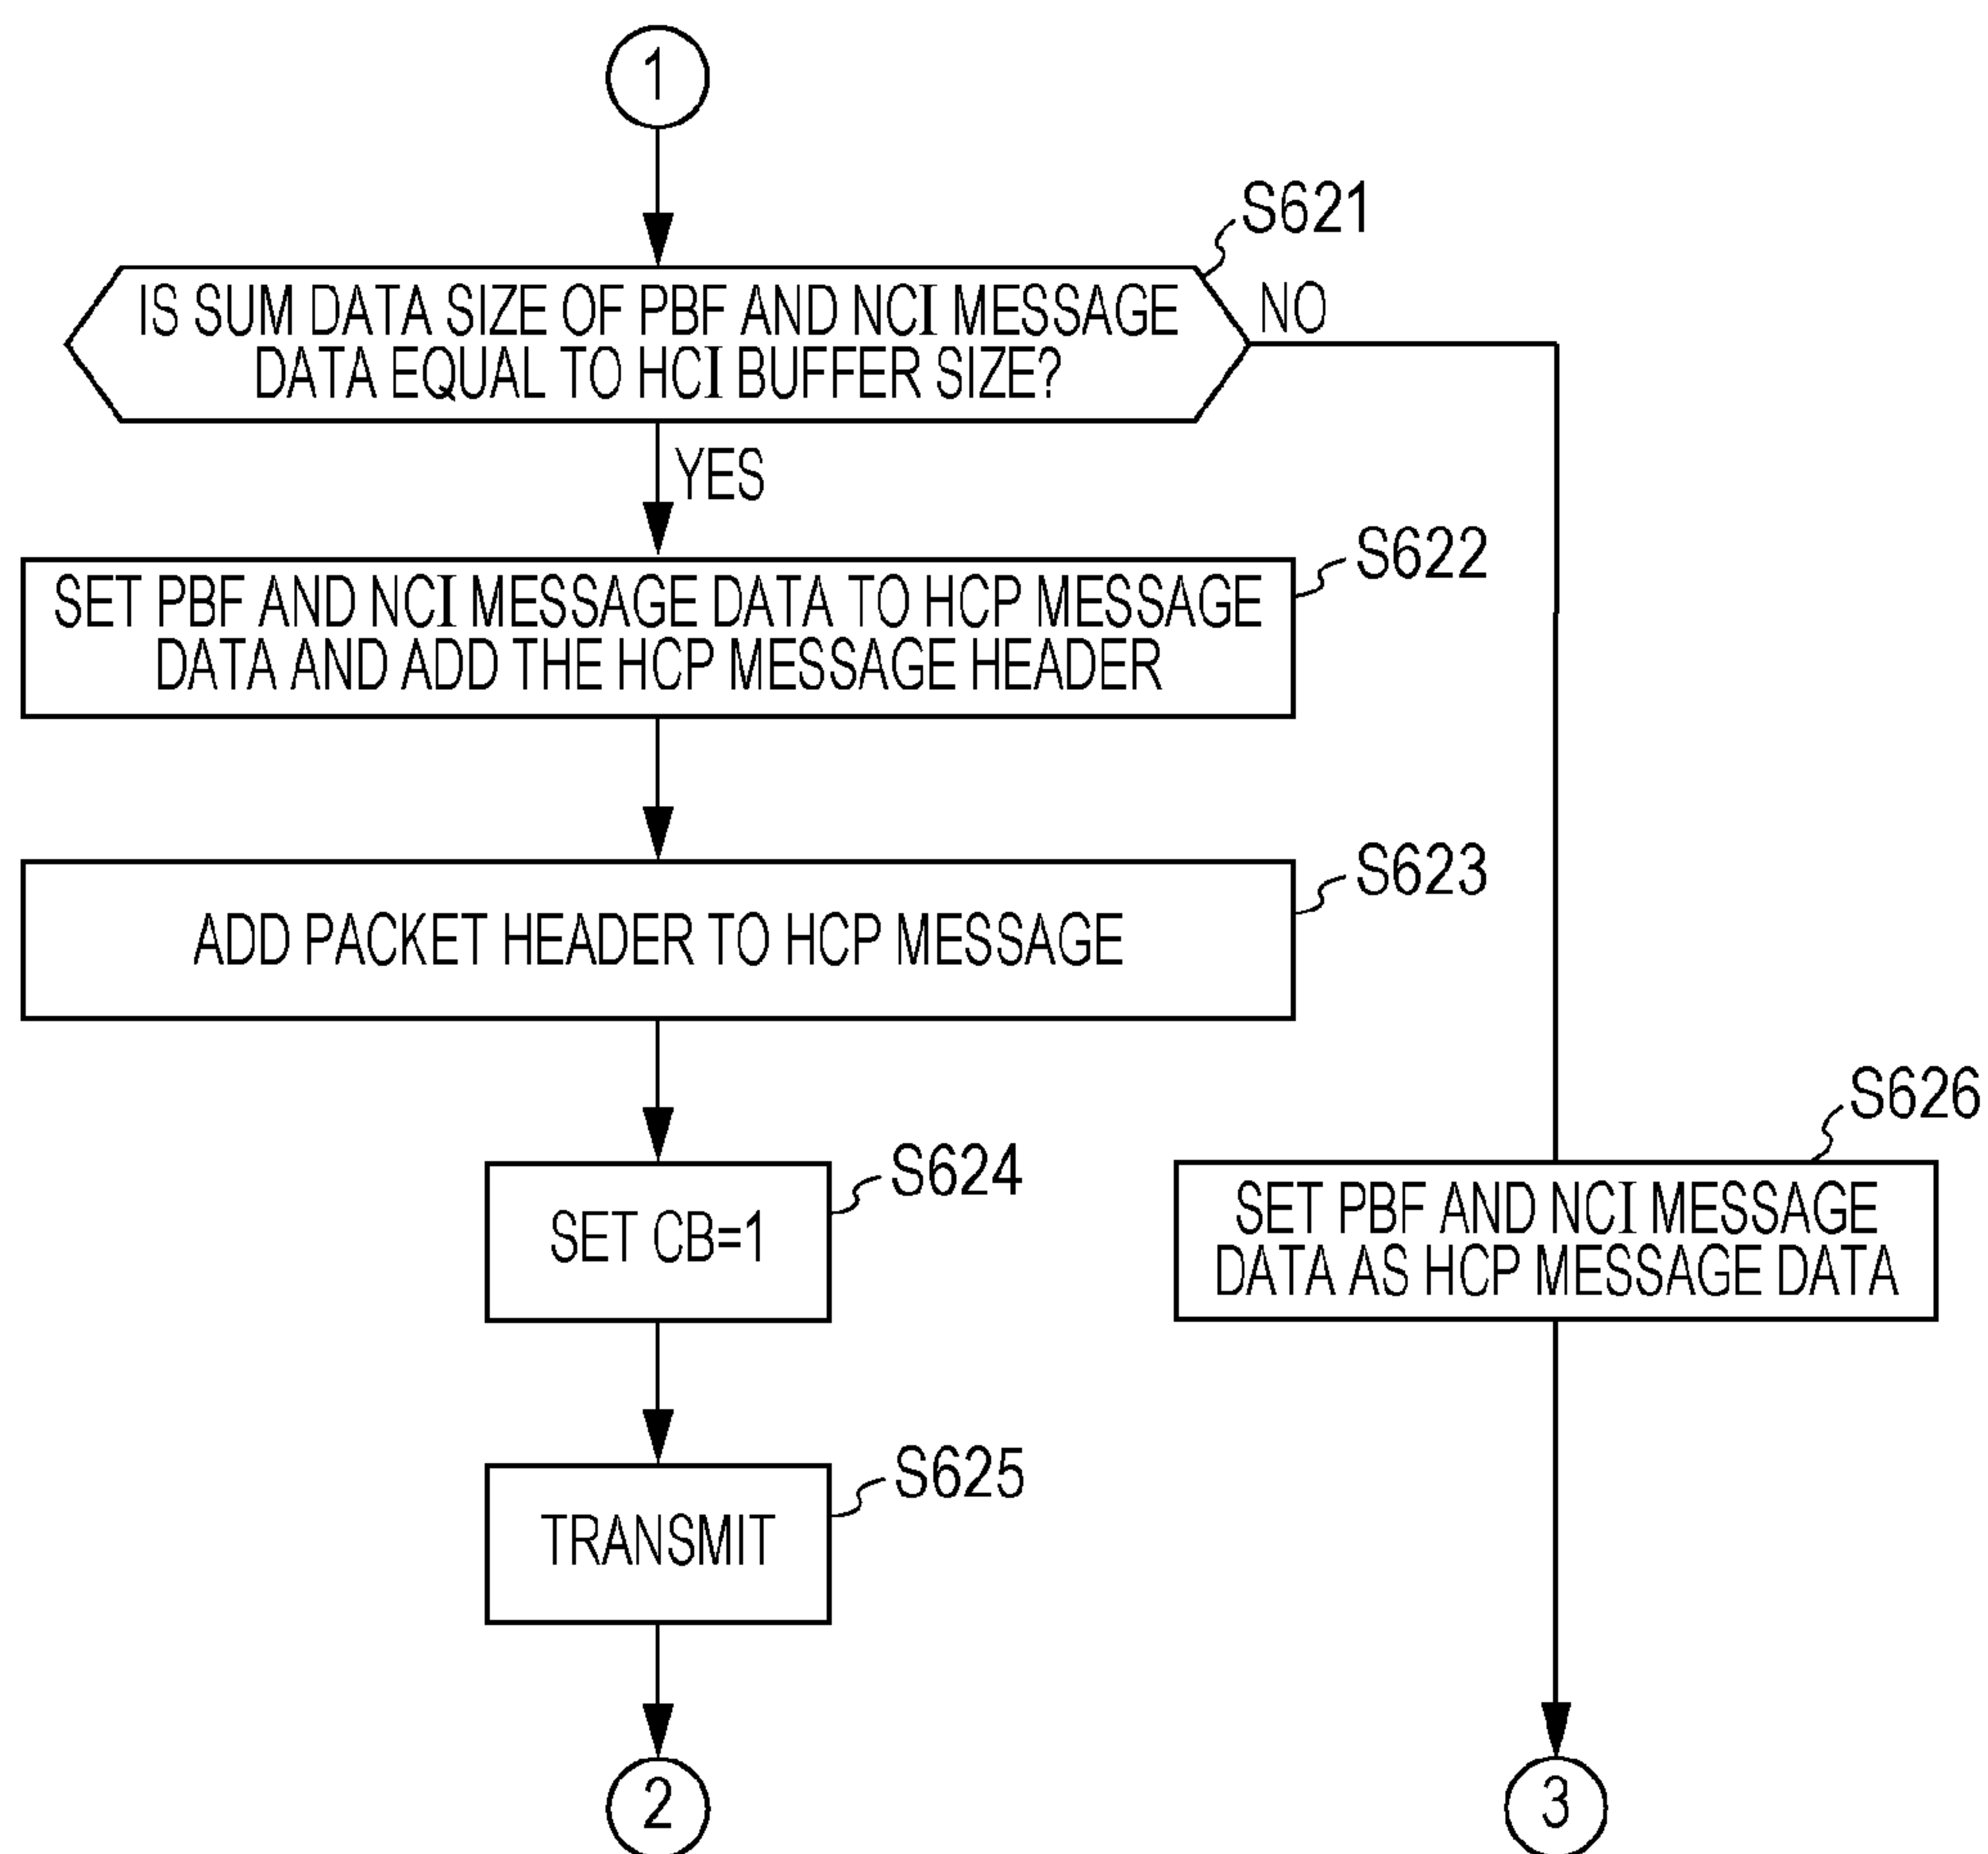 1
S621
IS SUM DATA SIZE OF PBF AND NCI MESSAGE
DATA EQUAL TO HCI BUFFER SIZE?
NO
YES
S622
SET PBF AND NCI MESSAGE DATA TO HCP MESSAGE
DATA AND ADD THE HCP MESSAGE HEADER
S623
ADD PACKET HEADER TO HCP MESSAGE
S624
SET CB=1
S626
SET PBF AND NCI MESSAGE
DATA AS HCP MESSAGE DATA
S625
TRANSMIT
2
3